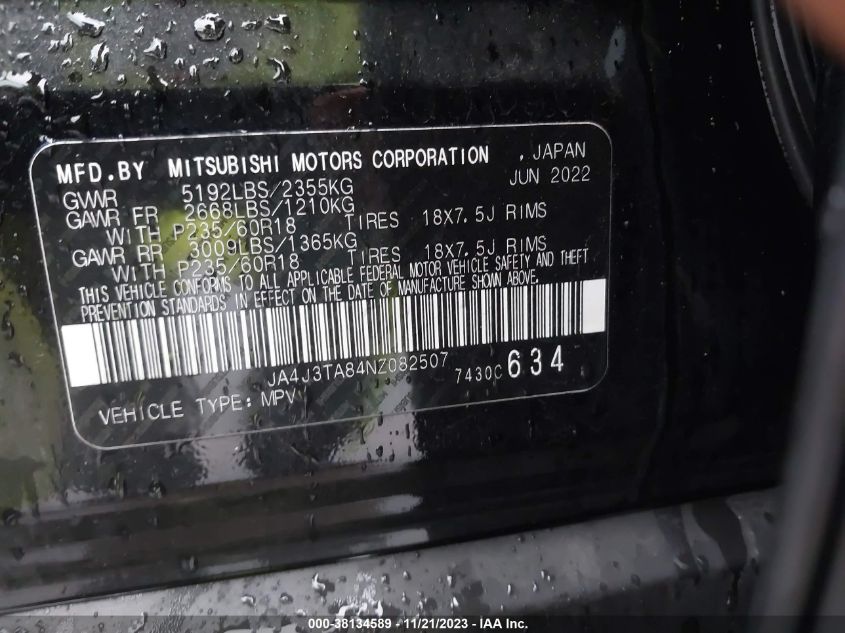 MFD.BY MITSUBISHI MOTORS CORPORATION , JAPAN
JUN 2022
GVWR 5192LBS/2355KG
GAWR FR 2668LBS/1210KG
WITH P235/60R18 TIRES 18X7.5J RIMS
GAWR RR 3009LBS/1365KG
WITH P235/60R18 TIRES 18X7.5J RIMS
THIS VEHICLE CONFORMS TO ALL APPLICABLE FEDERAL MOTOR VEHICLE SAFETY AND THEFT
PREVENTION STANDARDS IN EFFECT ON THE DATE OF MANUFACTURE SHOWN ABOVE.
JA4J3TA84NZ082507 7430C 634
VEHICLE TYPE: MPV
000-38134589 - 11/21/2023 - IAA Inc.